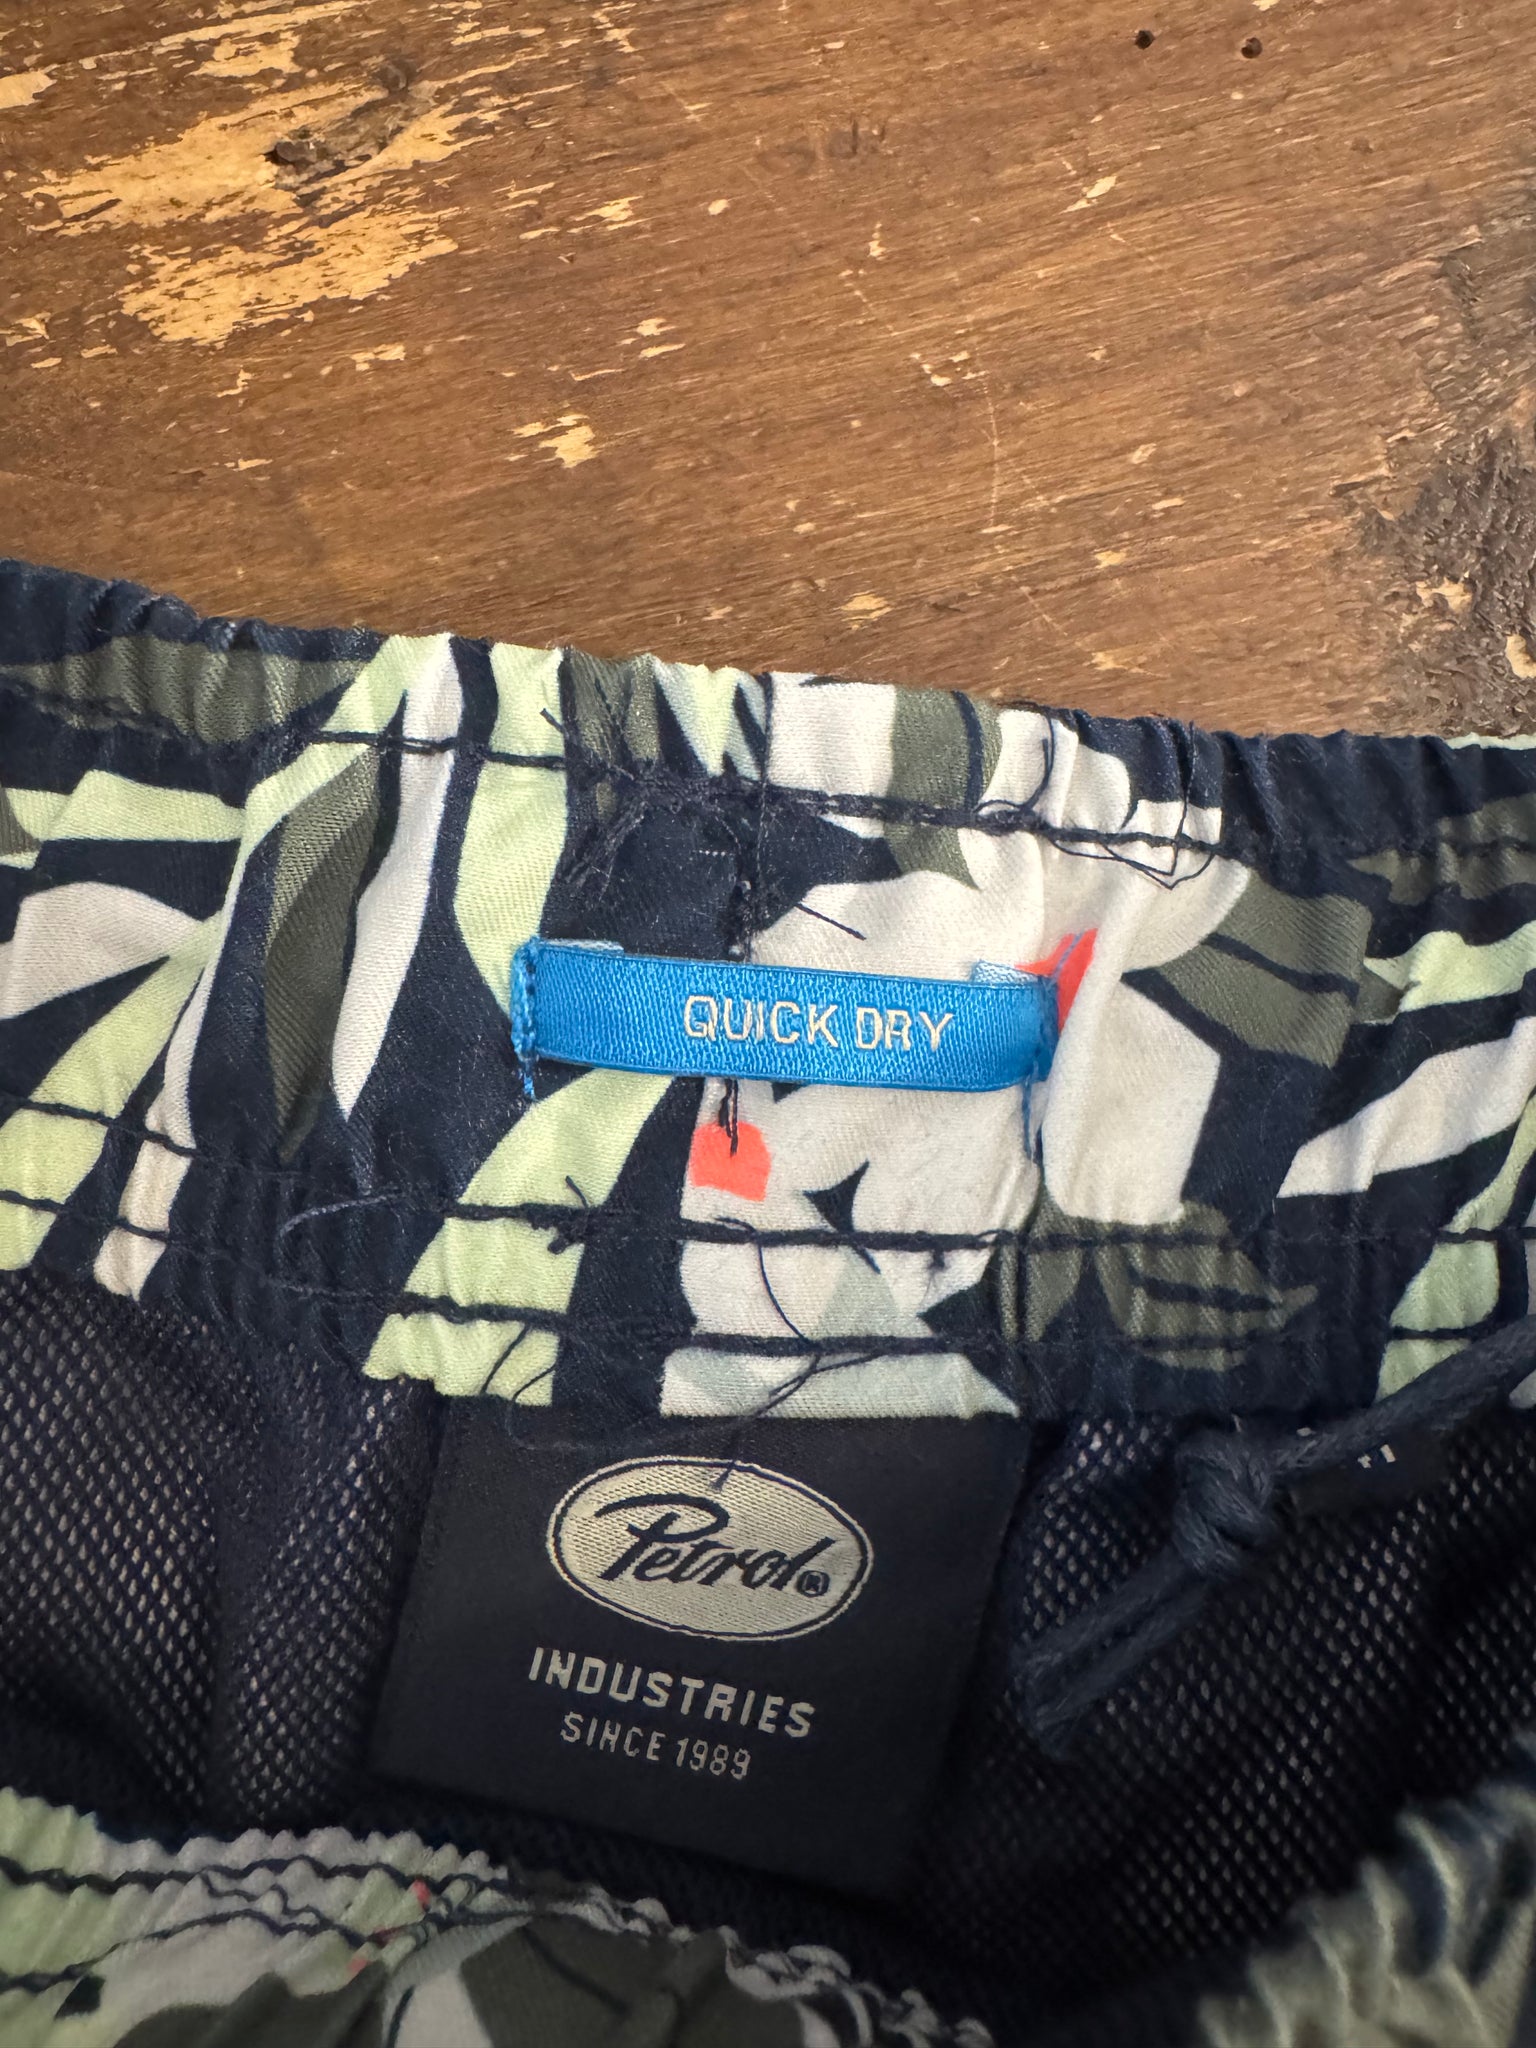 QUICK DRY
Petrol®
INDUSTRIES
SINCE 1989